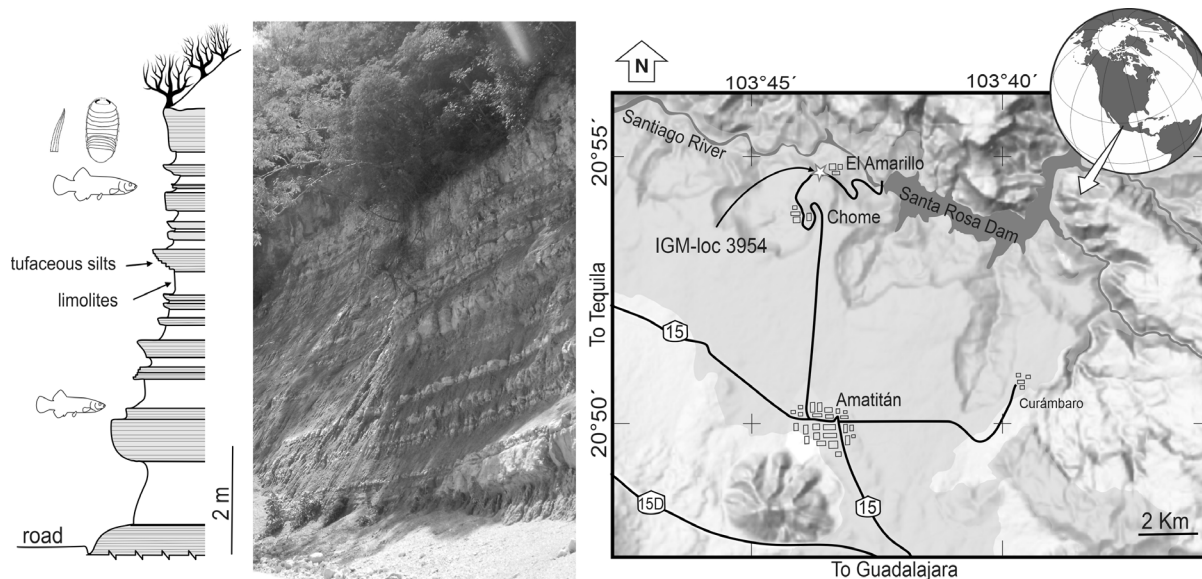 tufaceous silts
limolites
road
2 m
N
103°45´
103°40´
20°55´
20°50´
Santiago River
El Amarillo
Chome
Santa Rosa Dam
IGM-loc 3954
To Tequila
15
Amatitán
Curámbaro
15D
15
2 Km
To Guadalajara